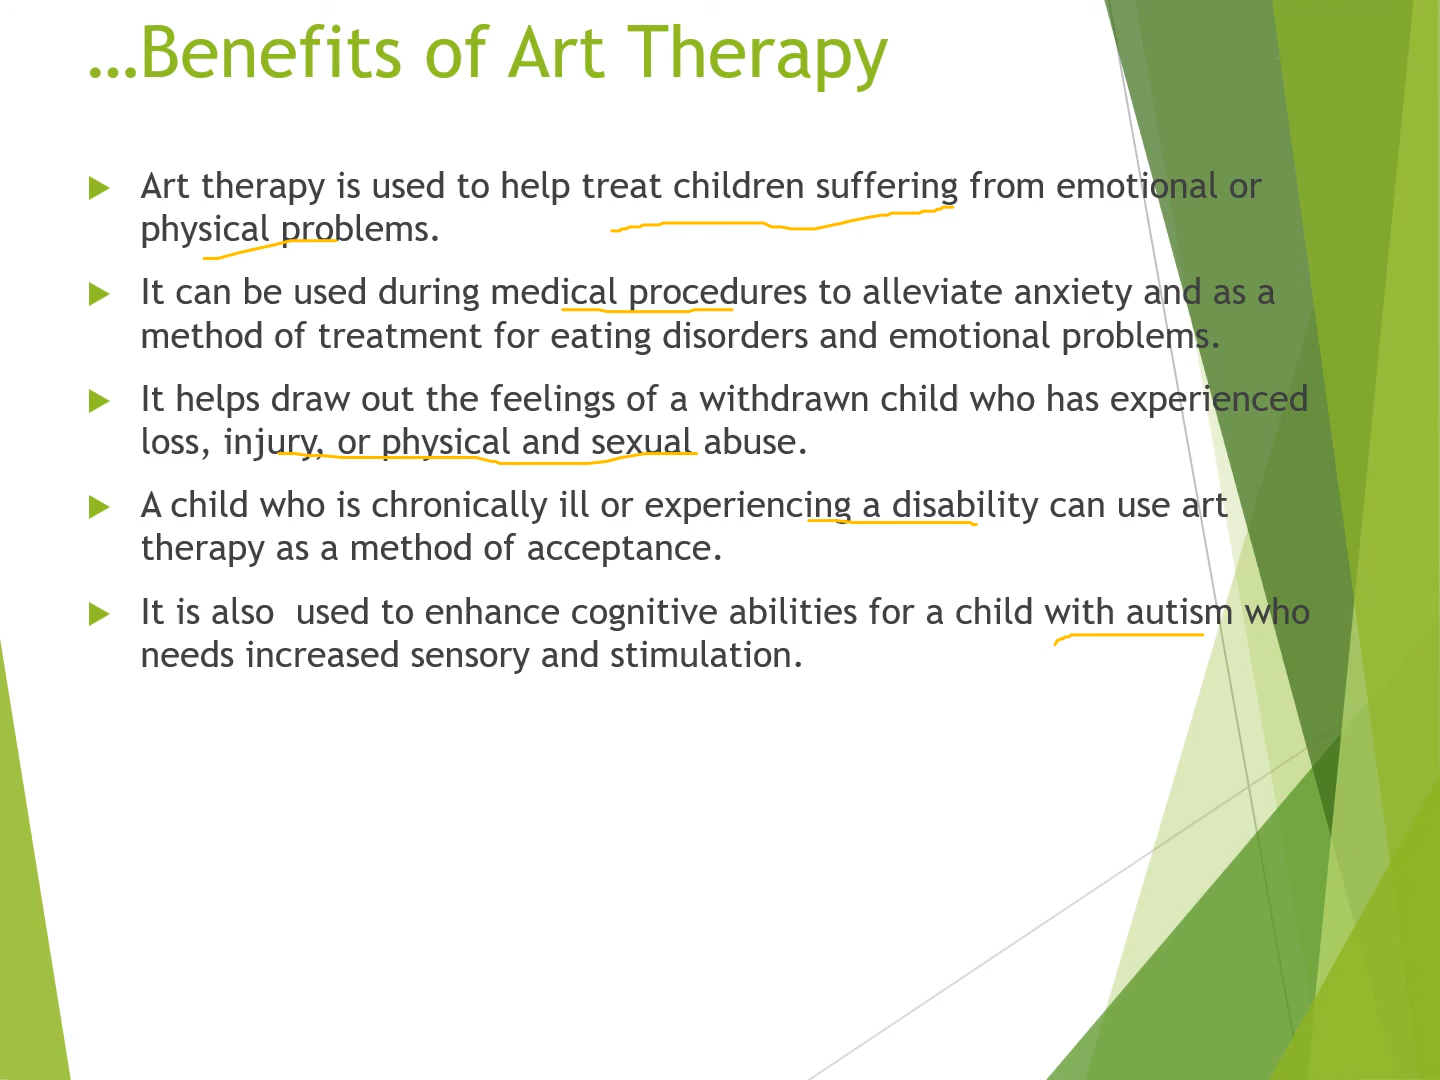 …Benefits of Art Therapy
Art therapy is used to help treat children suffering from emotional or
physical problems.
It can be used during medical procedures to alleviate anxiety and as a
method of treatment for eating disorders and emotional problems.
It helps draw out the feelings of a withdrawn child who has experienced
loss, injury, or physical and sexual abuse.
A child who is chronically ill or experiencing a disability can use art
therapy as a method of acceptance.
It is also  used to enhance cognitive abilities for a child with autism who
needs increased sensory and stimulation.